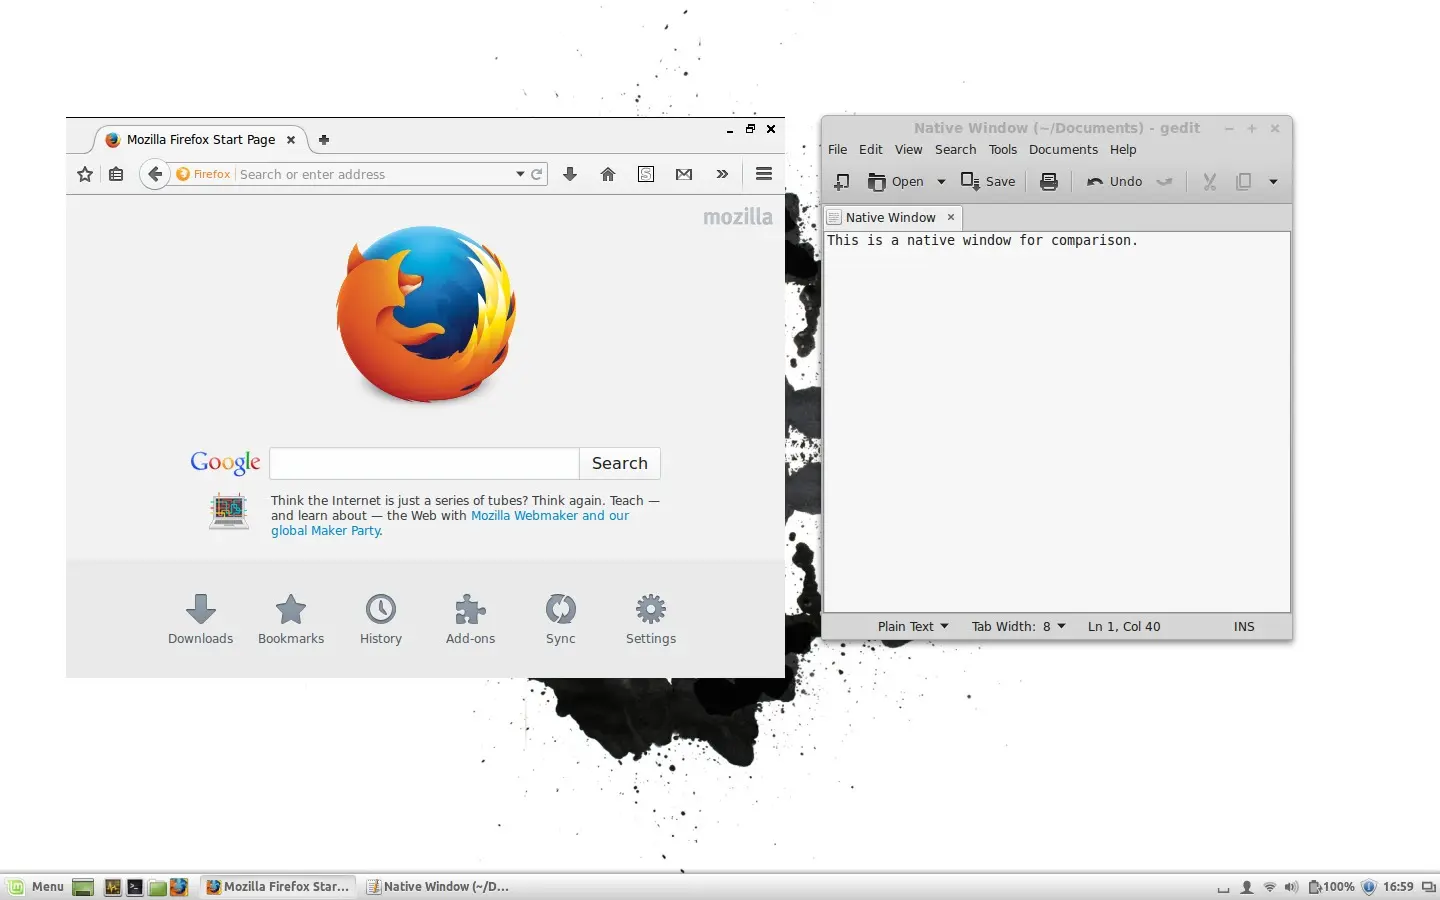 Mozilla Firefox Start Page
Firefox Search or enter address
S
mozilla
Google Search
Think the Internet is just a series of tubes? Think again. Teach —
and learn about — the Web with Mozilla Webmaker and our
global Maker Party.
Downloads Bookmarks History Add-ons Sync Settings
Native Window (~/Documents) - gedit
File Edit View Search Tools Documents Help
Open Save Undo
Native Window
This is a native window for comparison.
Plain Text Tab Width: 8 Ln 1, Col 40 INS
Menu Mozilla Firefox Star... Native Window (~/D... 100% 16:59